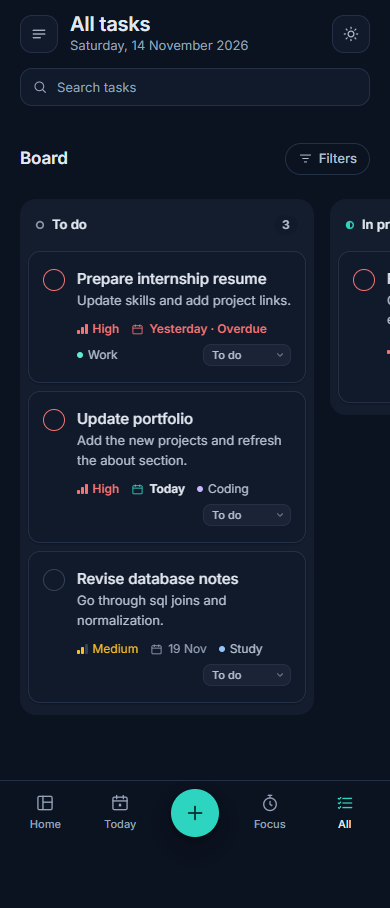 All tasks
Saturday, 14 November 2026
Search tasks
Board
Filters
To do 3
Prepare internship resume
Update skills and add project links.
High Yesterday · Overdue
Work To do
Update portfolio
Add the new projects and refresh
the about section.
High Today Coding
To do
Revise database notes
Go through sql joins and
normalization.
Medium 19 Nov Study
To do
In pr
Home Today Focus All